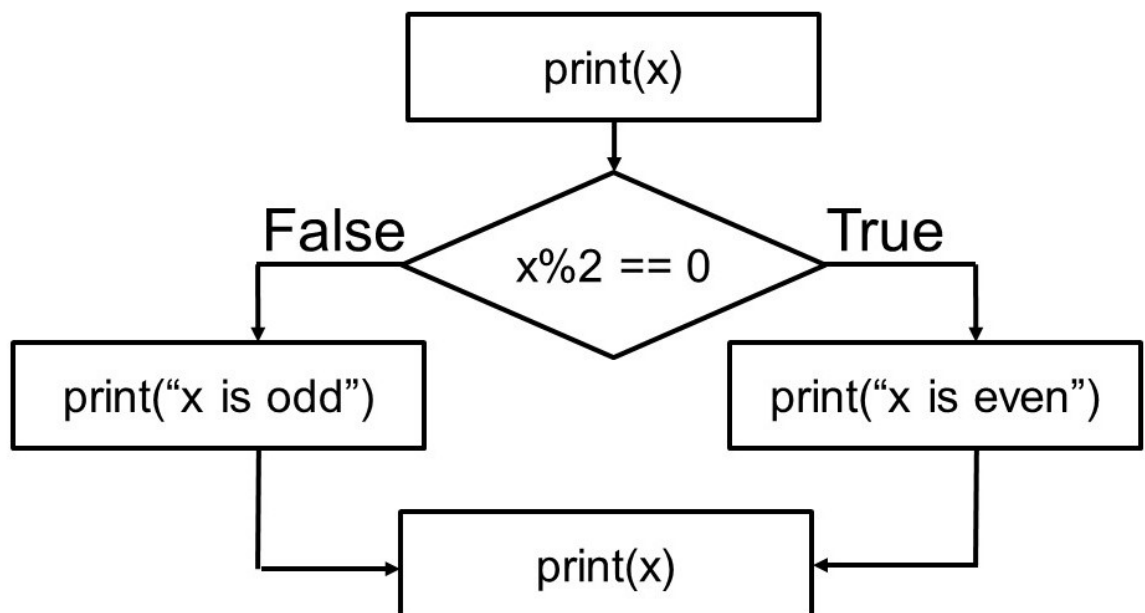 print(x)
False
True
x%2 == 0
print(“x is odd”)
print(“x is even”)
print(x)